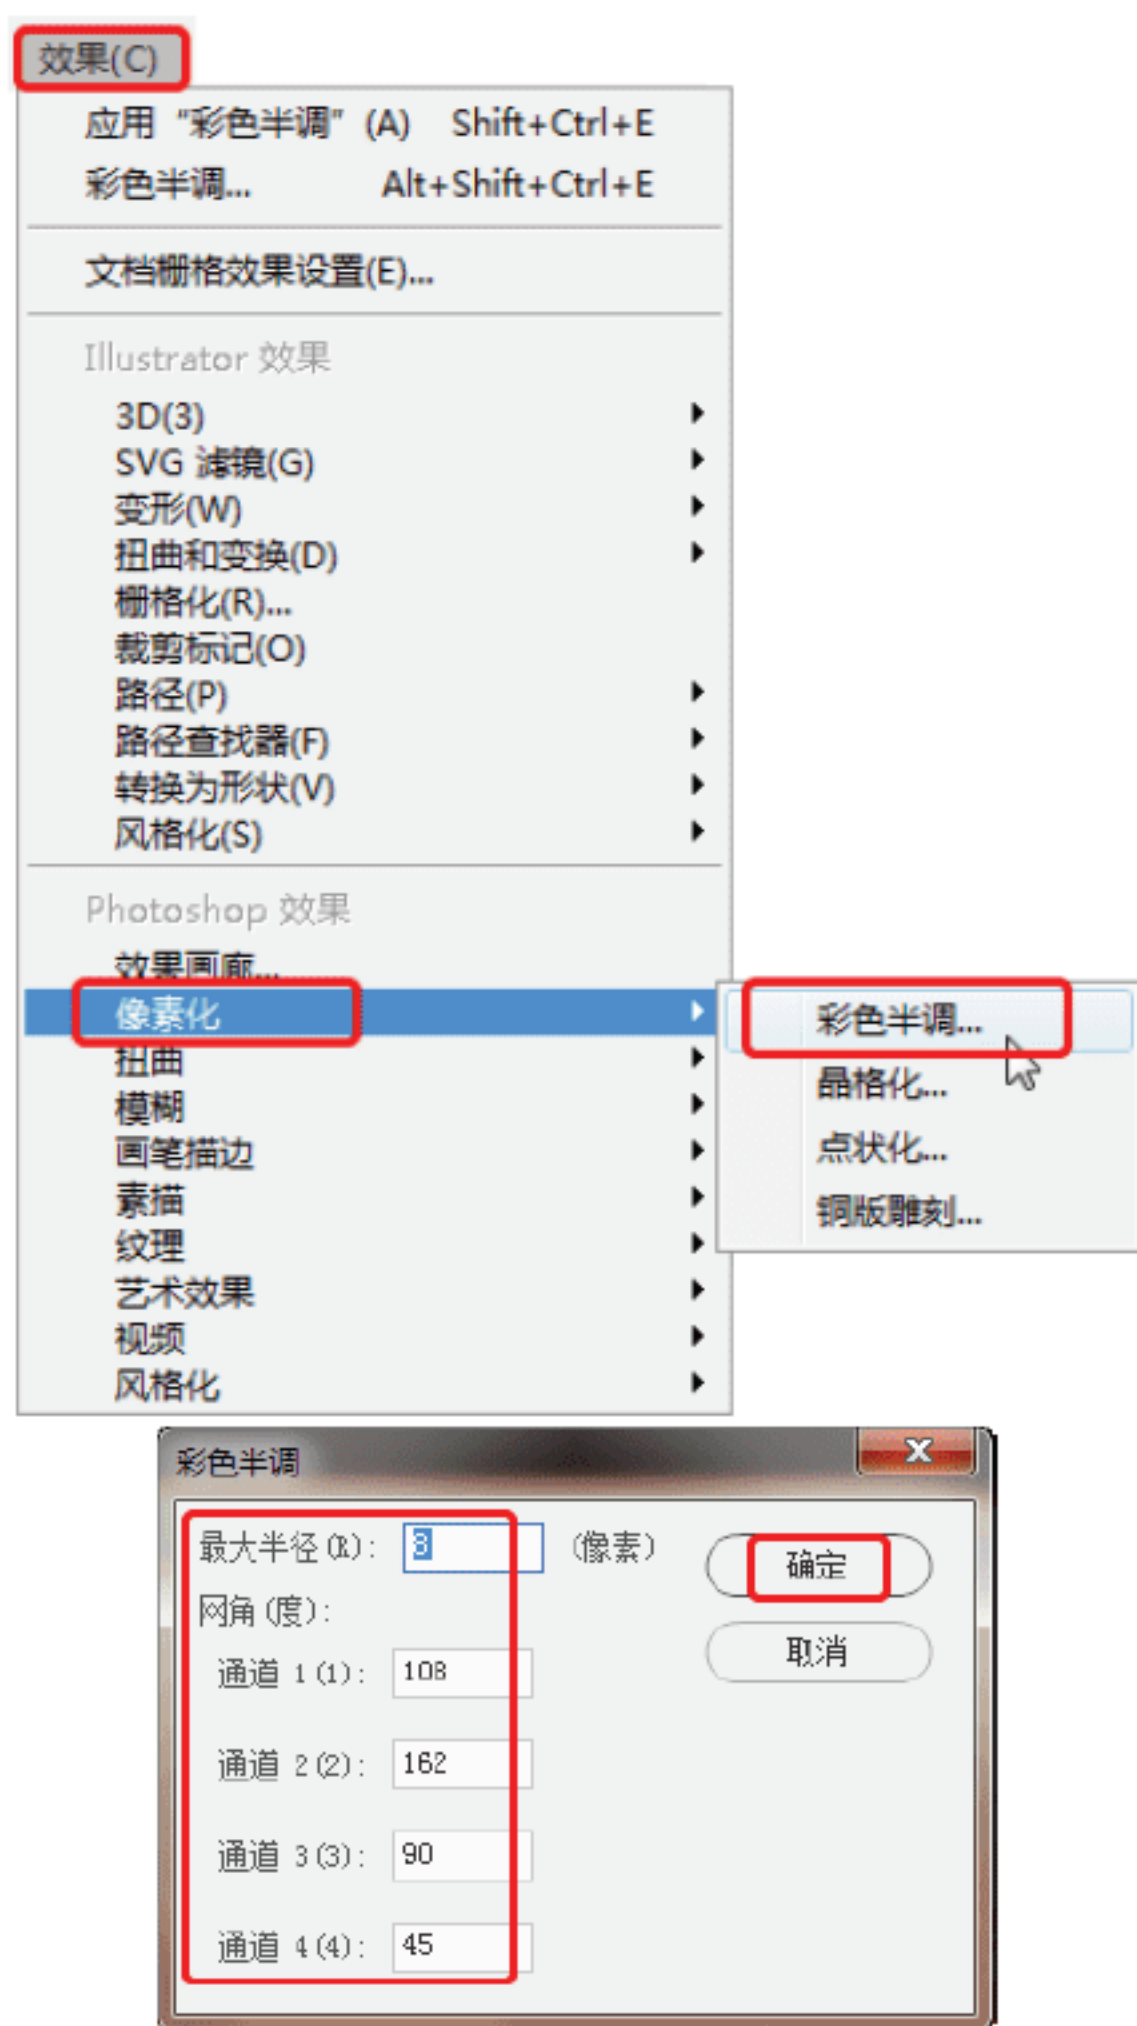 效果(C)
应用“彩色半调”(A) Shift+Ctrl+E
彩色半调... Alt+Shift+Ctrl+E
文档栅格效果设置(E)...
Illustrator 效果
3D(3)
SVG 滤镜(G)
变形(W)
扭曲和变换(D)
栅格化(R)...
裁剪标记(O)
路径(P)
路径查找器(F)
转换为形状(V)
风格化(S)
Photoshop 效果
效果画廊...
像素化
彩色半调...
扭曲
晶格化...
模糊
画笔描边
点状化...
素描
铜版雕刻...
纹理
艺术效果
视频
风格化
彩色半调
最大半径(R): 8 (像素) 确定
网角(度):
取消
通道 1(1): 108
通道 2(2): 162
通道 3(3): 90
通道 4(4): 45